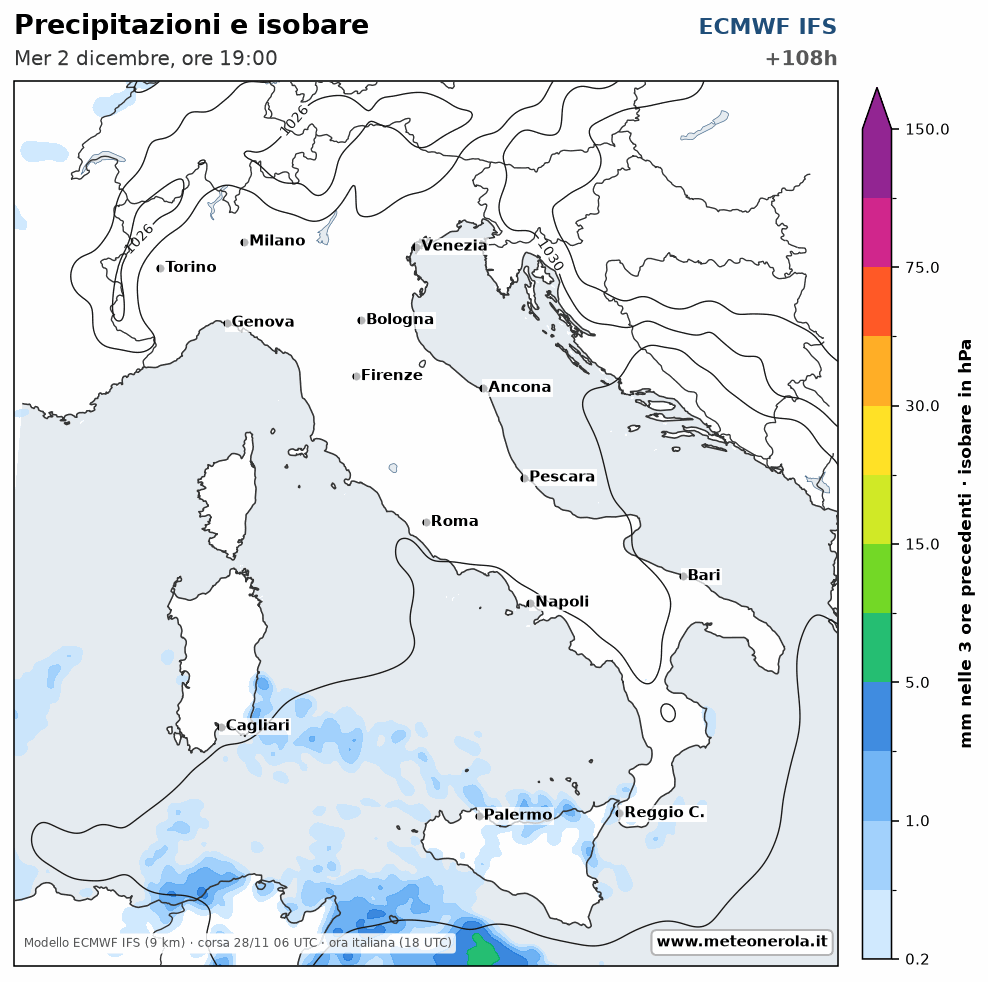 Precipitazioni e isobare
ECMWF IFS
Mer 2 dicembre, ore 19:00
+108h
1026
150.0
1026
Milano
Venezia
1030
Torino
75.0
Genova
Bologna
Firenze
Ancona
30.0
Pescara
Roma
15.0
Bari
Napoli
5.0
Cagliari
Palermo
Reggio C.
1.0
mm nelle 3 ore precedenti · isobare in hPa
Modello ECMWF IFS (9 km) · corsa 28/11 06 UTC · ora italiana (18 UTC)
www.meteonerola.it
0.2